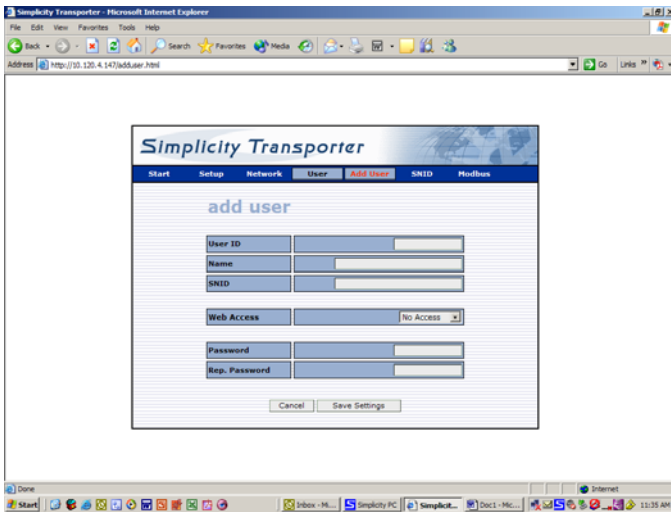 Simplicity Transporter - Microsoft Internet Explorer
File Edit View Favorites Tools Help
Back Search Favorites Media
Address http://10.120.4.147/adduser.html Go Links »
Simplicity Transporter
Start Setup Network User Add User SNID Modbus
add user
User ID
Name
SNID
Web Access No Access
Password
Rep. Password
Cancel Save Settings
Done Internet
Start Inbox - M... Simplicity PC Simplicit... Doc1 - Mic... 11:35 AM